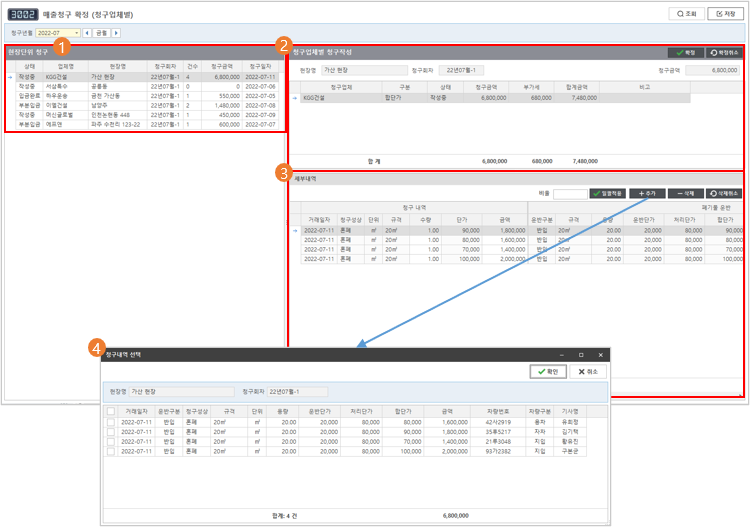 3002 매출청구 확정 (청구업체별) 조회 저장
청구년월 2022-07 금월
현장단위 청구 1
상태 업체명 현장명 청구회차 건수 청구금액 청구일자
작성중 KGG건설 가산 현장 22년07월-1 4 6,800,000 2022-07-11
작성중 서삼특수 공릉동 22년07월-1 0 0 2022-07-06
입금완료 하우운송 금천 가산동 22년07월-1 1 550,000 2022-07-05
부분입금 이엘건설 남양주 22년07월-1 2 1,480,000 2022-07-08
작성중 머신글로벌 인천논현동 448 22년07월-1 1 450,000 2022-07-09
부분입금 에프엔 파주 수전리 123-22 22년07월-1 1 600,000 2022-07-07
2 청구업체별 청구작성 확정 확정취소
현장명 가산 현장 청구회차 22년07월-1 청구금액 6,800,000
청구업체 구분 상태 청구금액 부가세 합계금액 비고
KGG건설 합단가 작성중 6,800,000 680,000 7,480,000
합 계 6,800,000 680,000 7,480,000
3 세부내역
비율 일괄적용 추가 삭제 삭제취소
청구 내역 폐기물 운반
거래일자 청구성상 단위 규격 수량 단가 금액 운반구분 규격 중량 운반단가 처리단가 합단가
2022-07-11 혼폐 ㎥ 20㎥ 1.00 90,000 1,800,000 반입 20㎥ 20.00 20,000 80,000 90,000
2022-07-11 혼폐 ㎥ 20㎥ 1.00 80,000 1,600,000 반입 20㎥ 20.00 20,000 80,000 80,000
2022-07-11 혼폐 ㎥ 20㎥ 1.00 70,000 1,400,000 반입 20㎥ 20.00 20,000 80,000 70,000
2022-07-11 혼폐 ㎥ 20㎥ 1.00 100,000 2,000,000 반입 20㎥ 20.00 20,000 80,000 100,000
4 청구내역 선택
확인 취소
현장명 가산 현장 청구회차 22년07월-1
거래일자 운반구분 청구성상 규격 단위 중량 운반단가 처리단가 합단가 금액 차량번호 차량구분 기사명
2022-07-11 반입 혼폐 20㎥ ㎥ 20.00 20,000 80,000 80,000 1,600,000 42서2919 용차 유희정
2022-07-11 반입 혼폐 20㎥ ㎥ 20.00 20,000 80,000 90,000 1,800,000 35후5217 자차 김기택
2022-07-11 반입 혼폐 20㎥ ㎥ 20.00 20,000 80,000 70,000 1,400,000 21루3048 지입 황유진
2022-07-11 반입 혼폐 20㎥ ㎥ 20.00 20,000 80,000 100,000 2,000,000 93가2382 지입 구본균
합계: 4 건 6,800,000